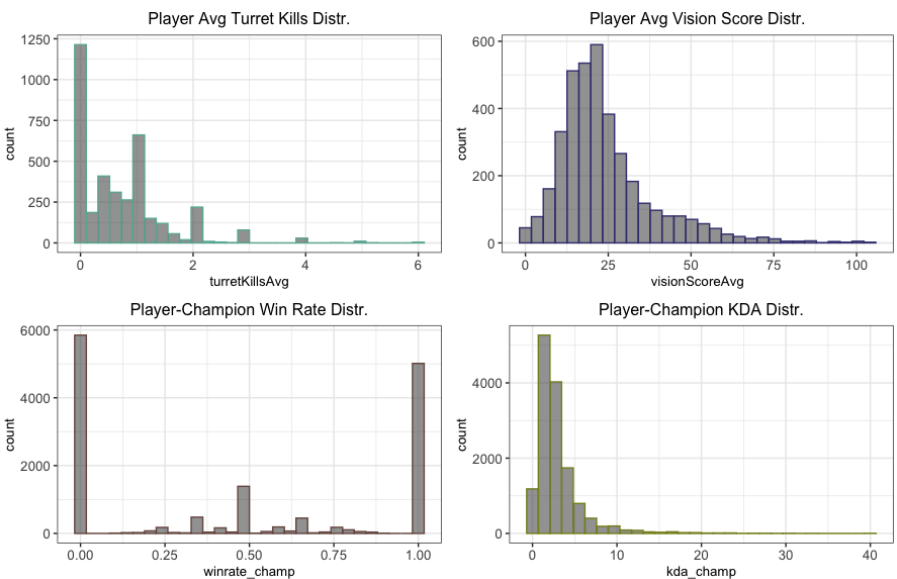 Player Avg Turret Kills Distr.
1250
1000
750
500
250
0
count
0 2 4 6
turretKillsAvg
Player Avg Vision Score Distr.
600
400
200
0
count
0 25 50 75 100
visionScoreAvg
Player-Champion Win Rate Distr.
6000
4000
2000
0
count
0.00 0.25 0.50 0.75 1.00
winrate_champ
Player-Champion KDA Distr.
4000
2000
0
count
0 10 20 30 40
kda_champ